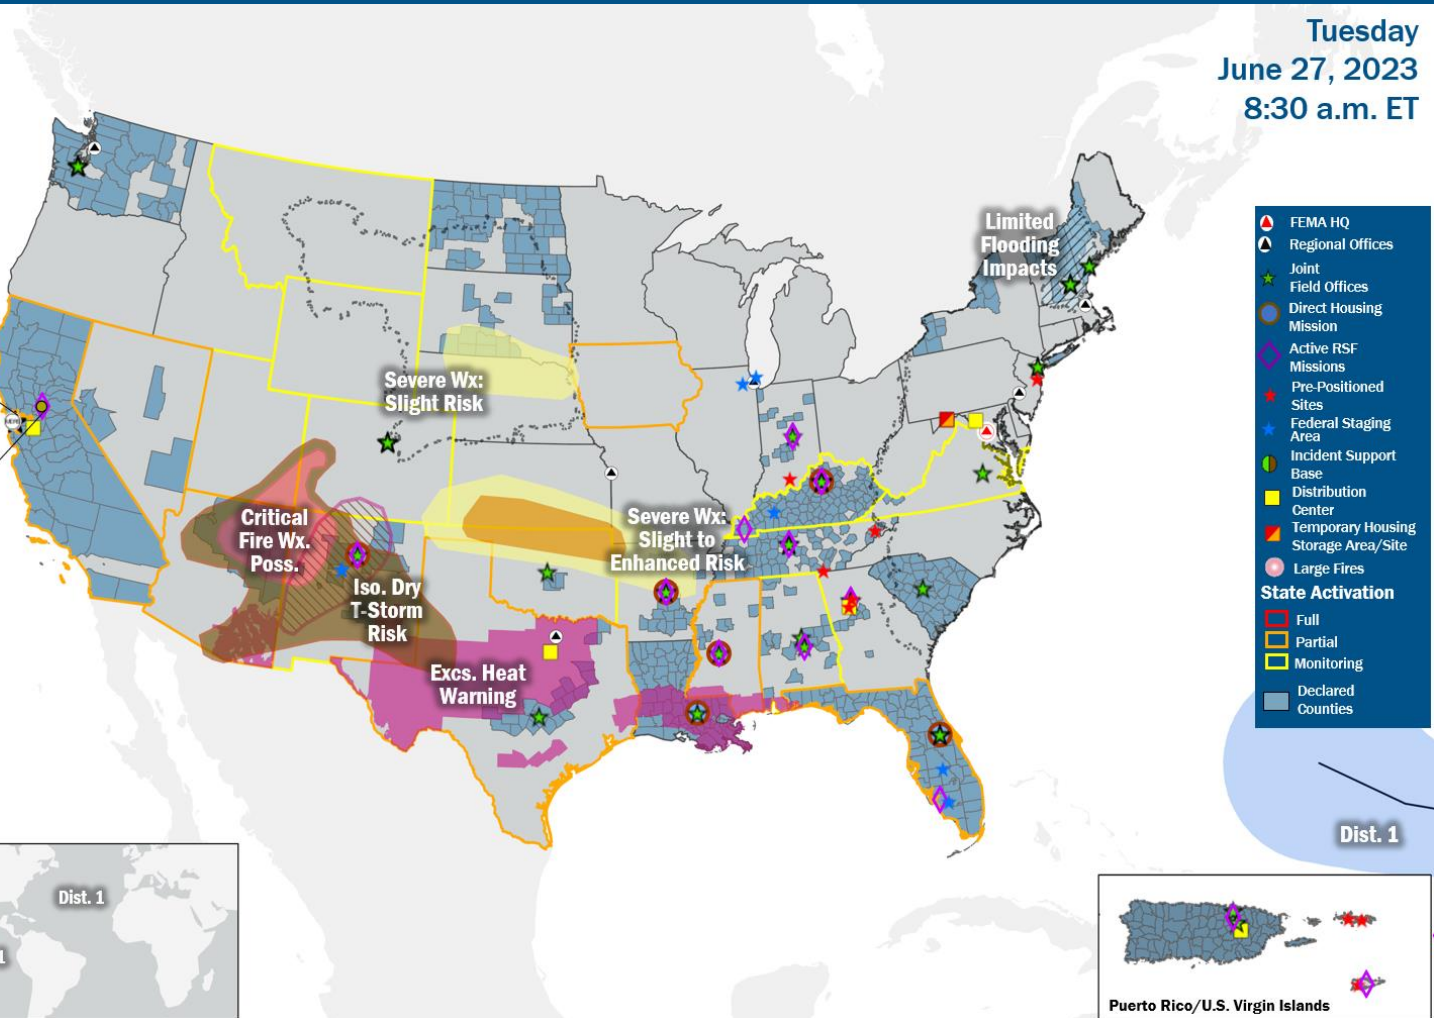 Tuesday
June 27, 2023
8:30 a.m. ET
Limited
Flooding
Impacts
FEMA HQ
Regional Offices
Joint
Field Offices
Direct Housing
Mission
Active RSF
Missions
Pre-Positioned
Sites
Federal Staging
Area
Incident Support
Base
Distribution
Center
Temporary Housing
Storage Area/Site
Large Fires
State Activation
Full
Partial
Monitoring
Declared
Counties
Severe Wx:
Slight Risk
Critical
Fire Wx.
Poss.
Severe Wx:
Slight to
Enhanced Risk
Iso. Dry
T-Storm
Risk
Excs. Heat
Warning
Dist. 1
Dist. 1
1
Puerto Rico/U.S. Virgin Islands